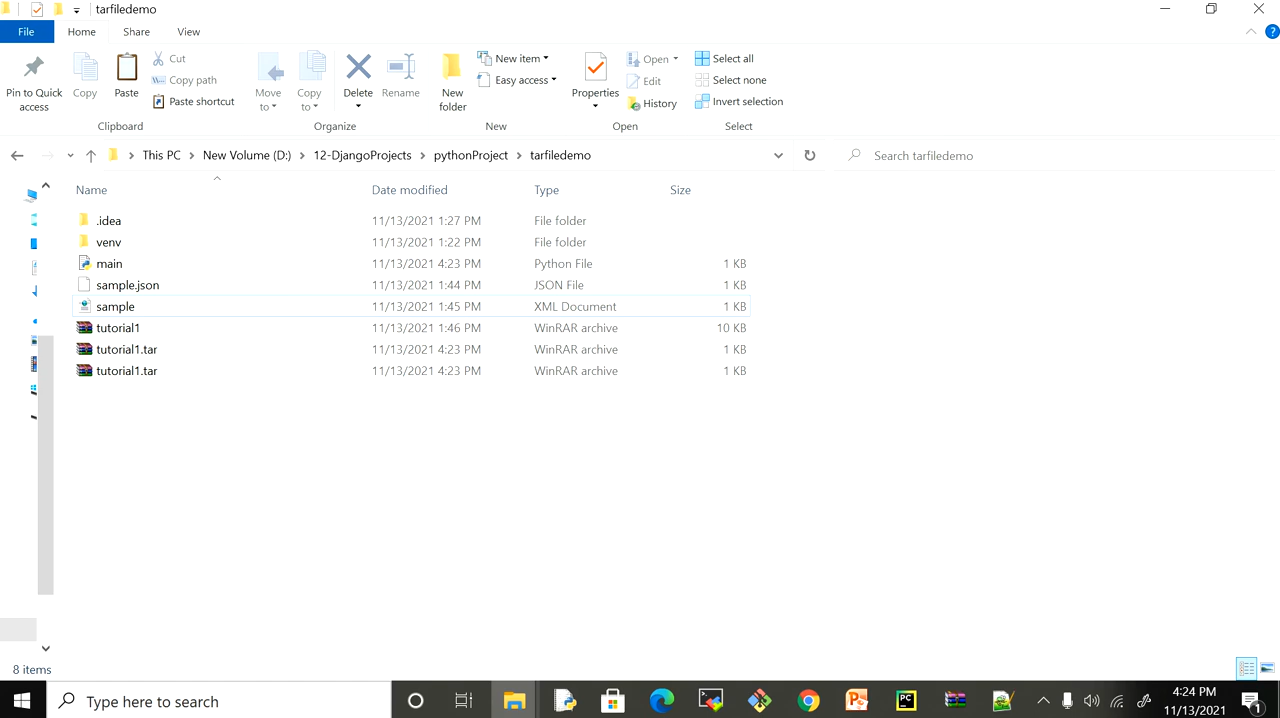 tarfiledemo
File Home Share View
Pin to Quick access
Copy
Paste
Cut
Copy path
Paste shortcut
Clipboard
Move to
Copy to
Delete
Rename
Organize
New folder
New item
Easy access
New
Properties
Open
Edit
History
Open
Select all
Select none
Invert selection
Select
This PC > New Volume (D:) > 12-DjangoProjects > pythonProject > tarfiledemo
Search tarfiledemo
Name Date modified Type Size
.idea 11/13/2021 1:27 PM File folder
venv 11/13/2021 1:22 PM File folder
main 11/13/2021 4:23 PM Python File 1 KB
sample.json 11/13/2021 1:44 PM JSON File 1 KB
sample 11/13/2021 1:45 PM XML Document 1 KB
tutorial1 11/13/2021 1:46 PM WinRAR archive 10 KB
tutorial1.tar 11/13/2021 4:23 PM WinRAR archive 1 KB
tutorial1.tar 11/13/2021 4:23 PM WinRAR archive 1 KB
8 items
Type here to search
4:24 PM
11/13/2021
1